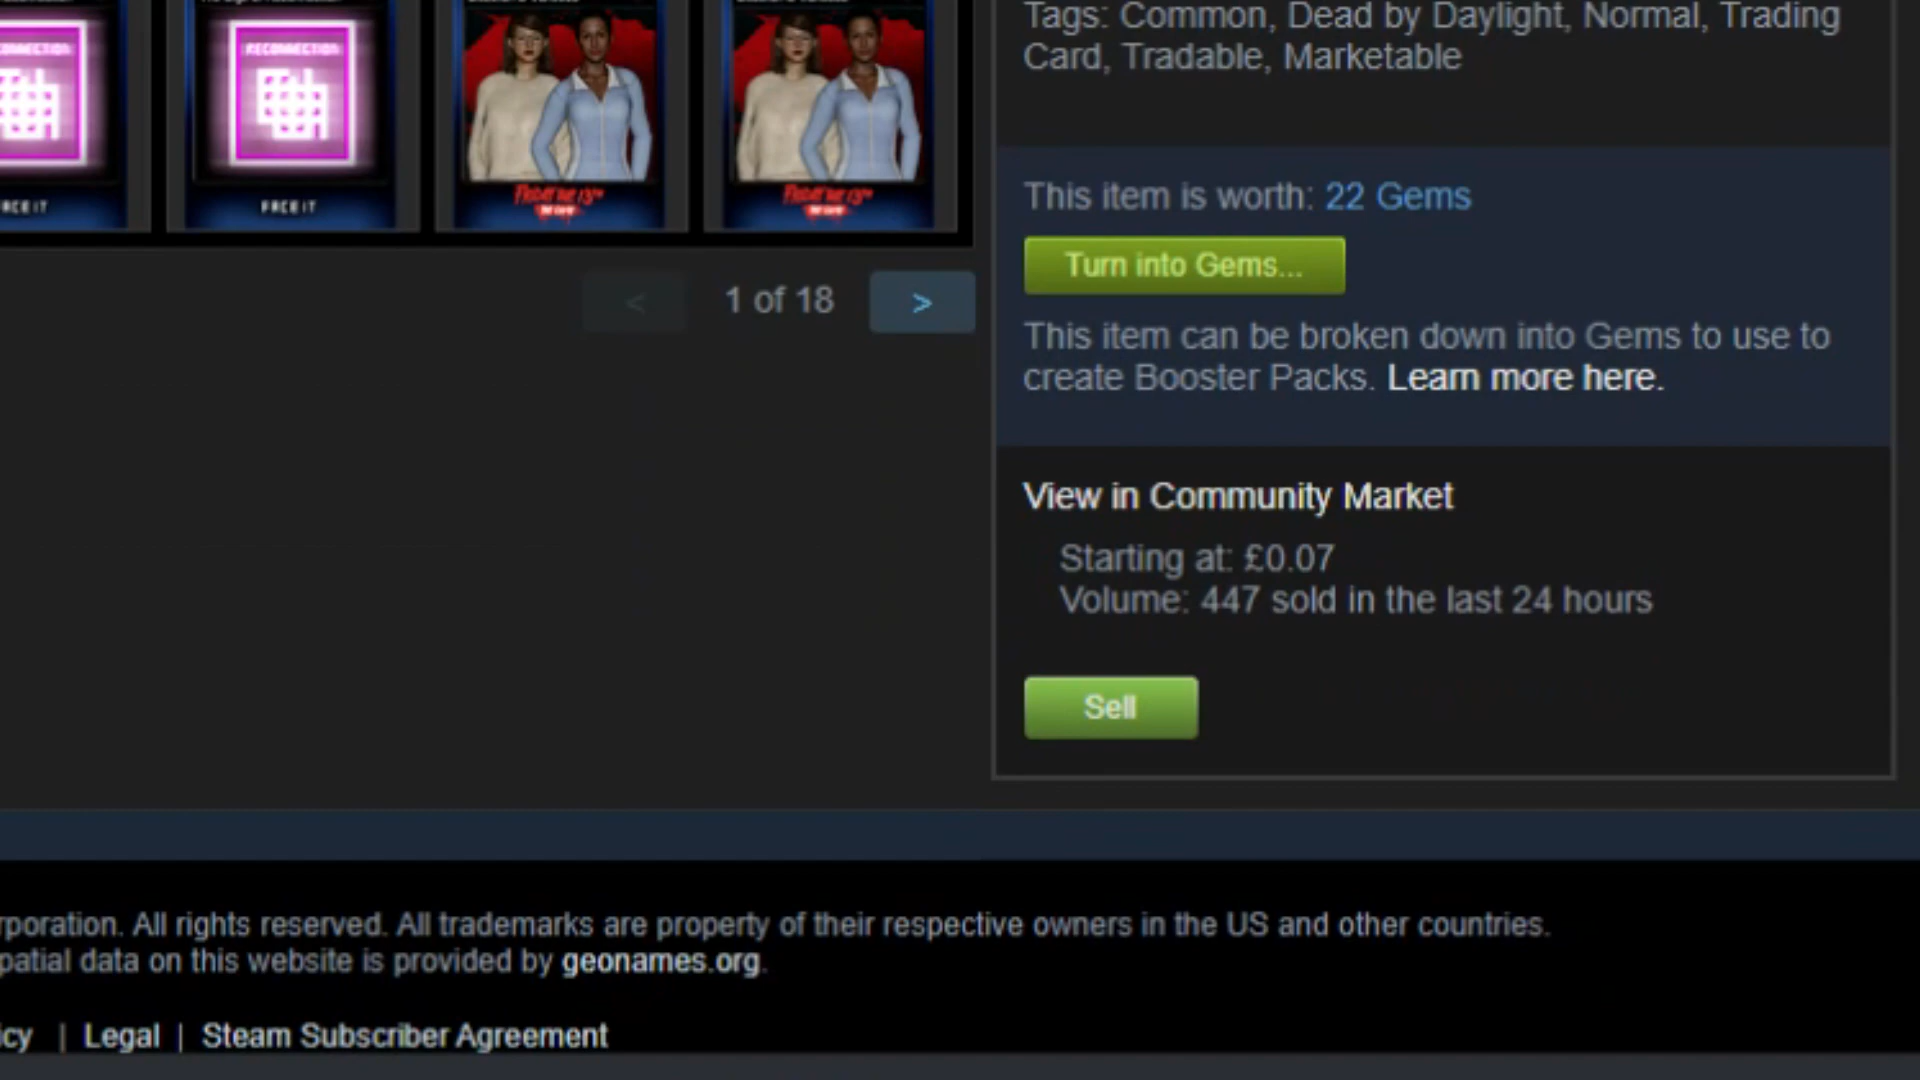 Tags: Common, Dead by Daylight, Normal, Trading
Card, Tradable, Marketable
RECONNECTION
FACE IT
This item is worth: 22 Gems
Turn into Gems...
< 1 of 18 >
This item can be broken down into Gems to use to
create Booster Packs. Learn more here.
View in Community Market
Starting at: £0.07
Volume: 447 sold in the last 24 hours
Sell
rporation. All rights reserved. All trademarks are property of their respective owners in the US and other countries.
patial data on this website is provided by geonames.org.
icy | Legal | Steam Subscriber Agreement